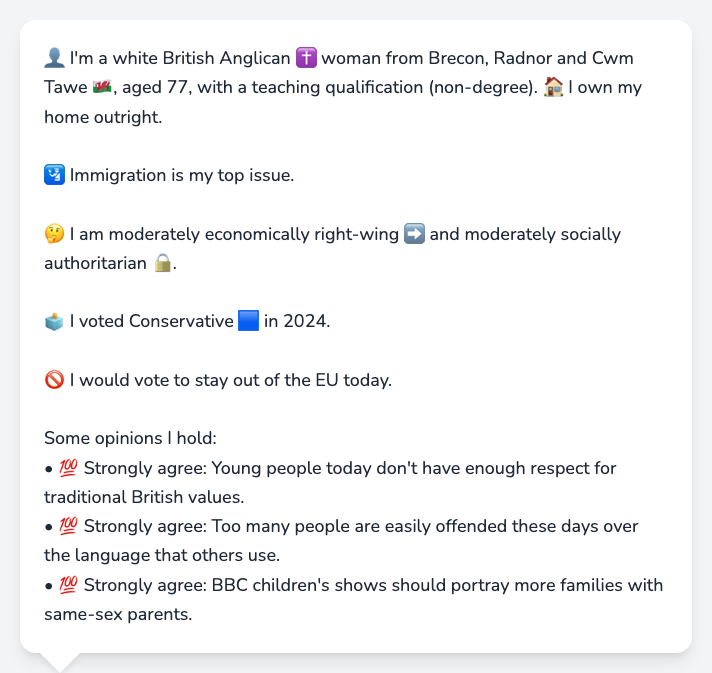 👤 I'm a white British Anglican ✝️ woman from Brecon, Radnor and Cwm
Tawe 🏴󠁧󠁢󠁷󠁬󠁳󠁿, aged 77, with a teaching qualification (non-degree). 🏠 I own my
home outright.
🛂 Immigration is my top issue.
🤔 I am moderately economically right-wing ➡️ and moderately socially
authoritarian 🔒.
🗳️ I voted Conservative 🟦 in 2024.
🚫 I would vote to stay out of the EU today.
Some opinions I hold:
• 💯 Strongly agree: Young people today don't have enough respect for
traditional British values.
• 💯 Strongly agree: Too many people are easily offended these days over
the language that others use.
• 💯 Strongly agree: BBC children's shows should portray more families with
same-sex parents.